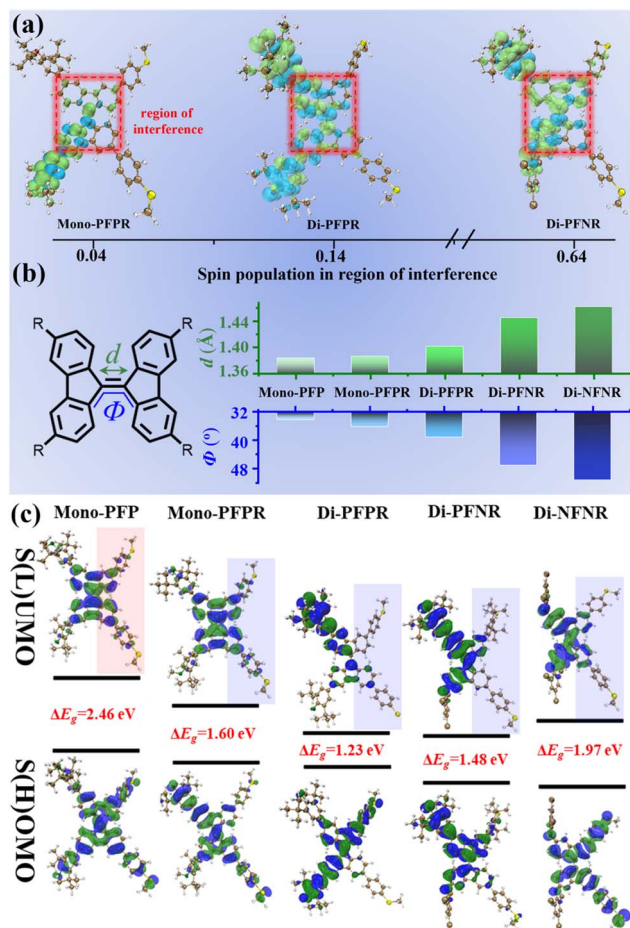 (a)
region of
interference
Mono-PFPR
Di-PFPR
Di-PFNR
0.04
0.14
0.64
Spin population in region of interference
(b)
R
R
d
Φ
R
R
d (Å)
1.44
1.40
1.36
Mono-PFP Mono-PFPR Di-PFPR Di-PFNR Di-NFNR
Φ (º)
32
40
48
(c)
Mono-PFP Mono-PFPR Di-PFPR Di-PFNR Di-NFNR
S(L)UMO
ΔEg=2.46 eV
ΔEg=1.60 eV
ΔEg=1.23 eV
ΔEg=1.48 eV
ΔEg=1.97 eV
S(H)OMO